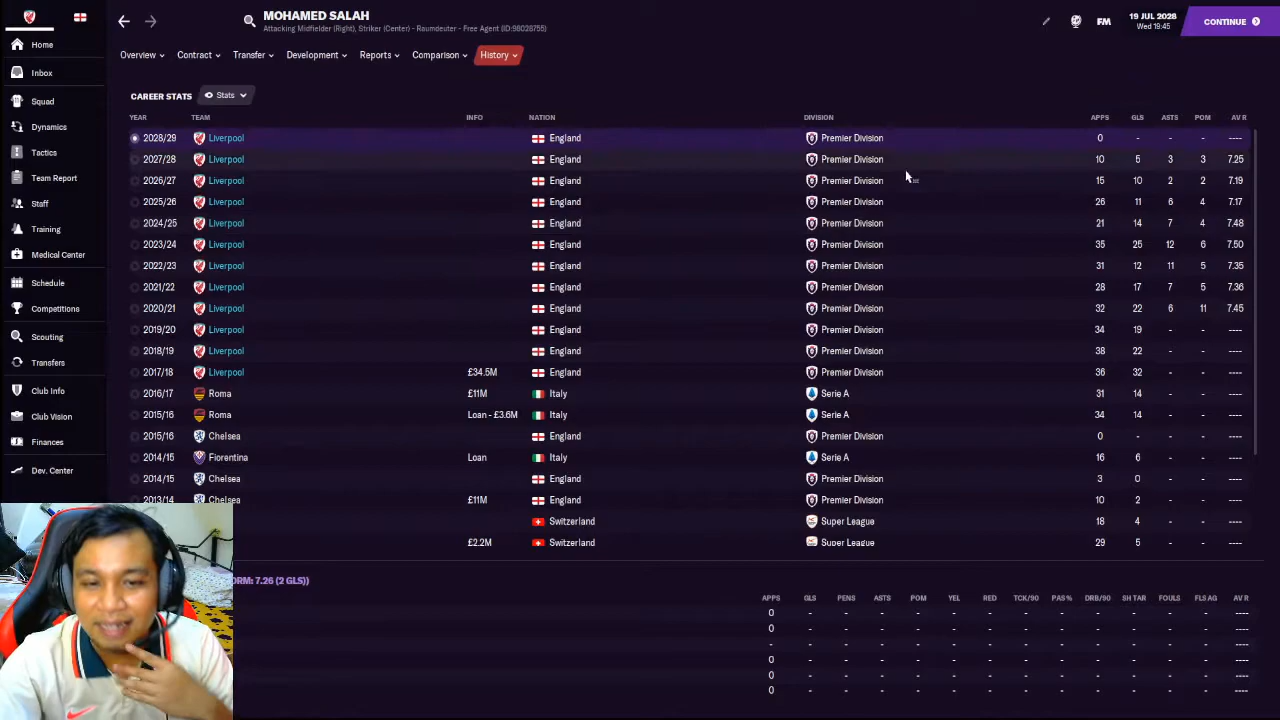 MOHAMED SALAH
Attacking Midfielder (Right), Striker (Center) - Raumdeuter - Free Agent (ID:98028755)
FM
19 JUL 2028
Wed 19:45
CONTINUE
Overview Contract Transfer Development Reports Comparison History
Home
Inbox
Squad
Dynamics
Tactics
Team Report
Staff
Training
Medical Center
Schedule
Competitions
Scouting
Transfers
Club Info
Club Vision
Finances
Dev. Center
CAREER STATS Stats
YEAR TEAM INFO NATION DIVISION APPS GLS ASTS POM AV R
2028/29 Liverpool England Premier Division 0 - - - ----
2027/28 Liverpool England Premier Division 10 5 3 3 7.25
2026/27 Liverpool England Premier Division 15 10 2 2 7.19
2025/26 Liverpool England Premier Division 26 11 6 4 7.17
2024/25 Liverpool England Premier Division 21 14 7 4 7.48
2023/24 Liverpool England Premier Division 35 25 12 6 7.50
2022/23 Liverpool England Premier Division 31 12 11 5 7.35
2021/22 Liverpool England Premier Division 28 17 7 5 7.36
2020/21 Liverpool England Premier Division 32 22 6 11 7.45
2019/20 Liverpool England Premier Division 34 19 - - ----
2018/19 Liverpool England Premier Division 38 22 - - ----
2017/18 Liverpool £34.5M England Premier Division 36 32 - - ----
2016/17 Roma £11M Italy Serie A 31 14 - - ----
2015/16 Roma Loan - £3.6M Italy Serie A 34 14 - - ----
2015/16 Chelsea England Premier Division 0 - - - ----
2014/15 Fiorentina Loan Italy Serie A 16 6 - - ----
2014/15 Chelsea England Premier Division 3 0 - - ----
2013/14 Chelsea £11M England Premier Division 10 2 - - ----
Switzerland Super League 18 4 - - ----
£2.2M Switzerland Super League 29 5 - - ----
ORM: 7.26 (2 GLS))
APPS GLS PENS ASTS POM YEL RED TCK/90 PAS % DRB/90 SH TAR FOULS FLS AG AV R
0 - - - - - - - - - - - - ----
0 - - - - - - - - - - - - ----
- - - - - - - - - - - - - ----
0 - - - - - - - - - - - - ----
0 - - - - - - - - - - - - ----
0 - - - - - - - - - - - - ----